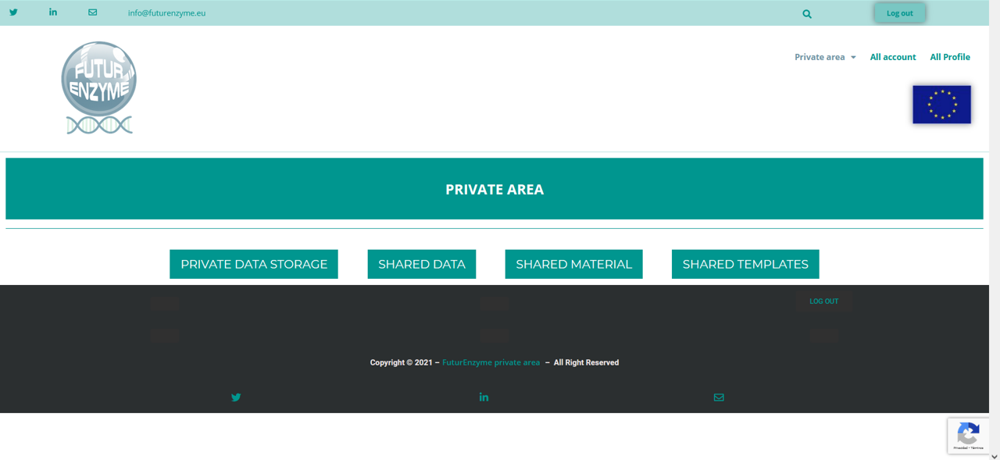 info@futurenzyme.eu
Log out
FUTUR
ENZYME
Private area
All account
All Profile
PRIVATE AREA
PRIVATE DATA STORAGE
SHARED DATA
SHARED MATERIAL
SHARED TEMPLATES
LOG OUT
Copyright © 2021 – FuturEnzyme private area – All Right Reserved
Privacidad • Términos